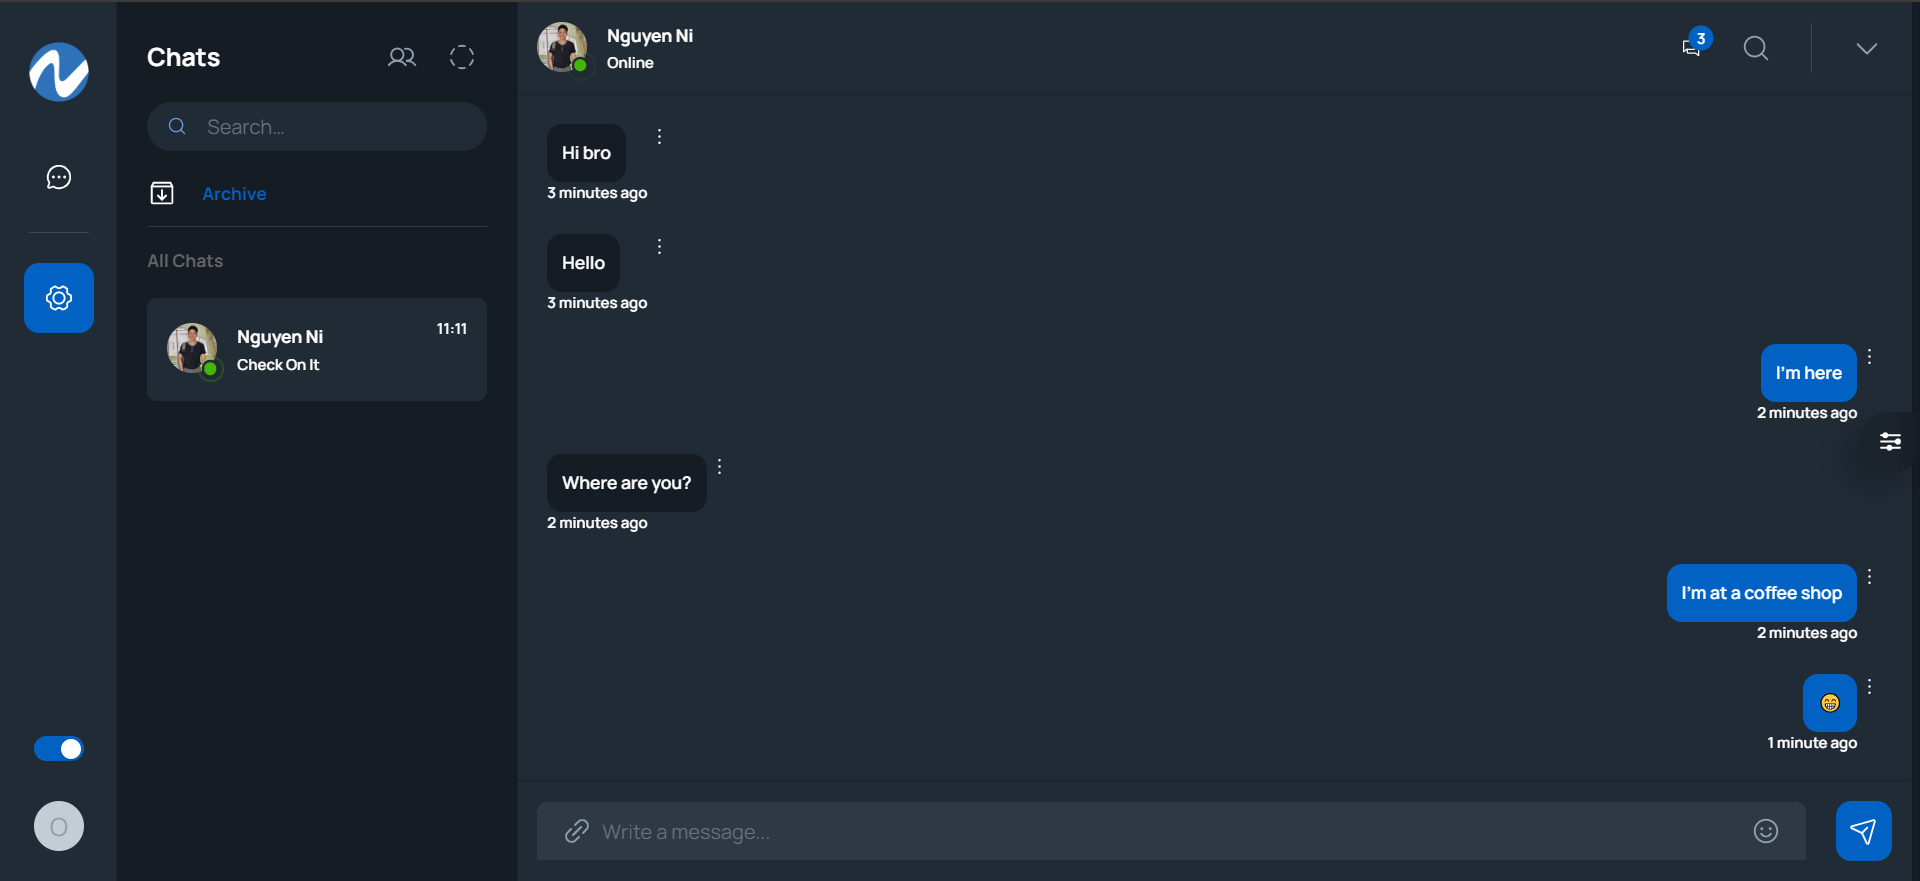 Chats
Search...
Archive
All Chats
Nguyen Ni
11:11
Check On It
O
Nguyen Ni
Online
3
Hi bro
3 minutes ago
Hello
3 minutes ago
I'm here
2 minutes ago
Where are you?
2 minutes ago
I'm at a coffee shop
2 minutes ago
😁
1 minute ago
Write a message...